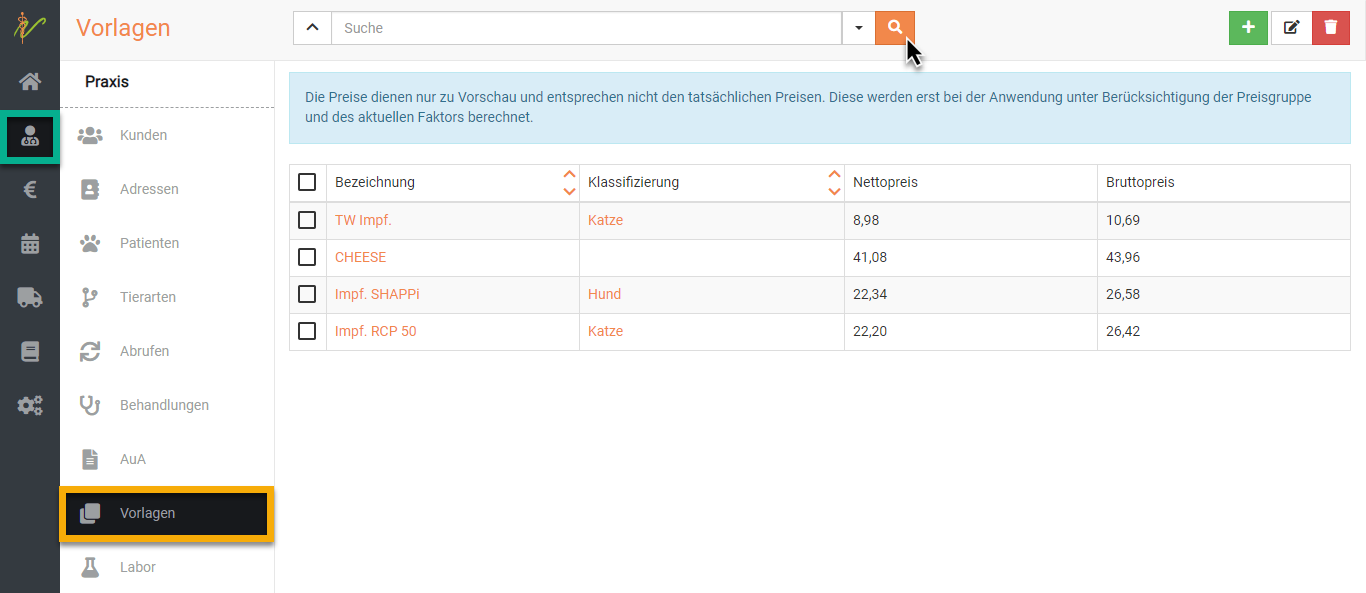 Vorlagen
Suche
Praxis
Kunden
Adressen
Patienten
Tierarten
Abrufen
Behandlungen
AuA
Vorlagen
Labor
Die Preise dienen nur zu Vorschau und entsprechen nicht den tatsächlichen Preisen. Diese werden erst bei der Anwendung unter Berücksichtigung der Preisgruppe
und des aktuellen Faktors berechnet.
Bezeichnung Klassifizierung Nettopreis Bruttopreis
TW Impf. Katze 8,98 10,69
CHEESE 41,08 43,96
Impf. SHAPPi Hund 22,34 26,58
Impf. RCP 50 Katze 22,20 26,42